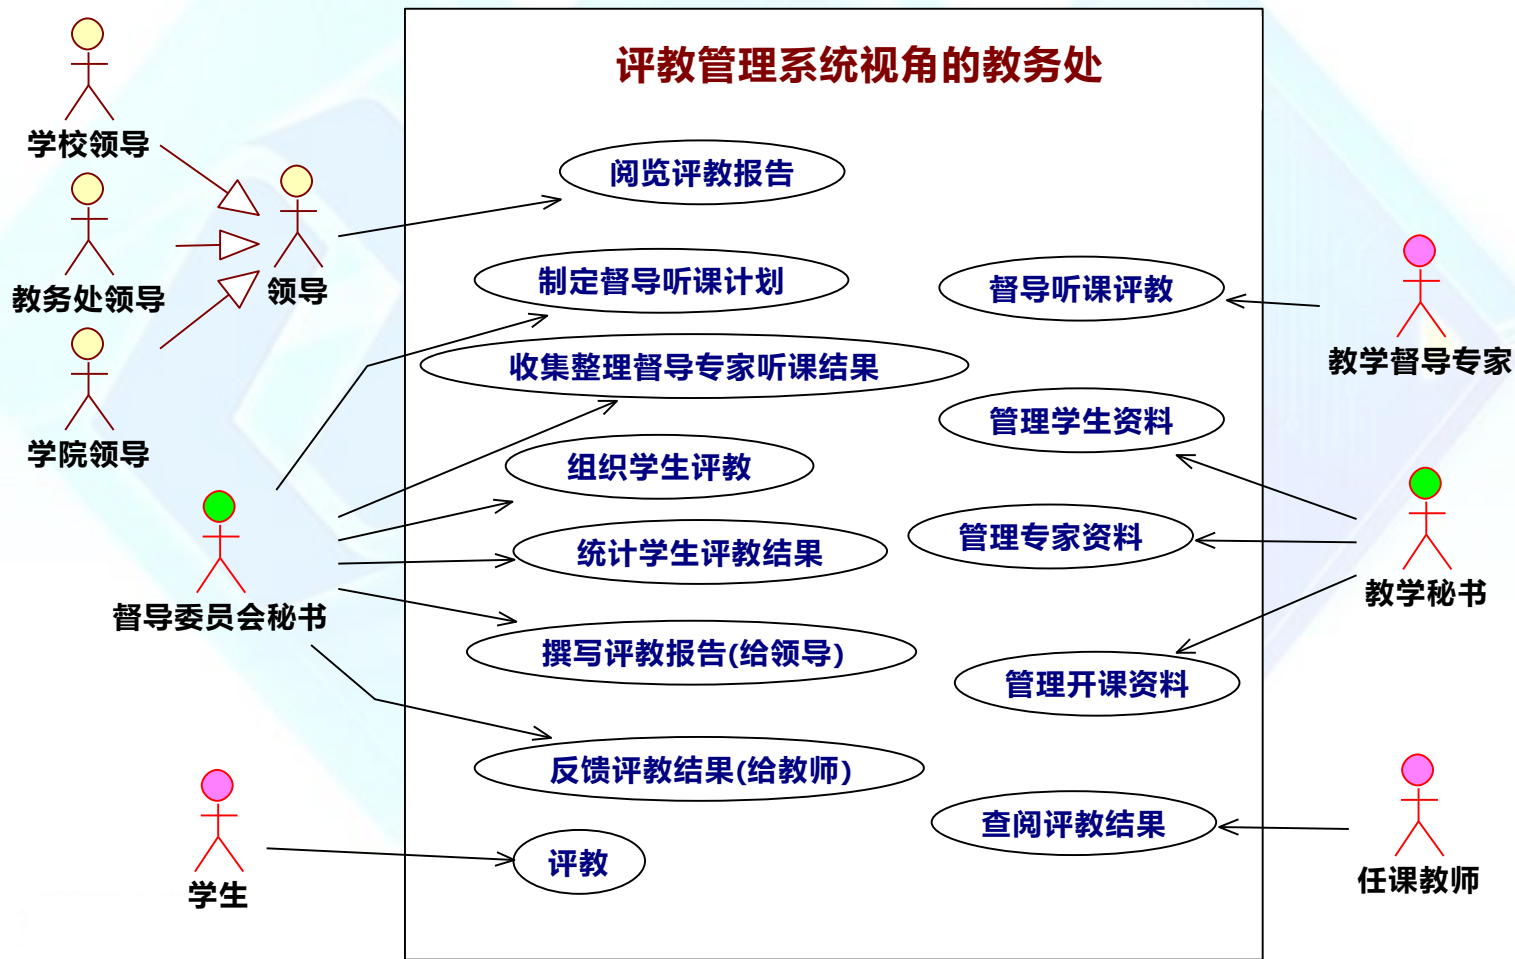 评教管理系统视角的教务处
学校领导
教务处领导
学院领导
领导
阅览评教报告
制定督导听课计划
收集整理督导专家听课结果
组织学生评教
统计学生评教结果
撰写评教报告(给领导)
反馈评教结果(给教师)
评教
督导委员会秘书
学生
督导听课评教
管理学生资料
管理专家资料
管理开课资料
查阅评教结果
教学督导专家
教学秘书
任课教师